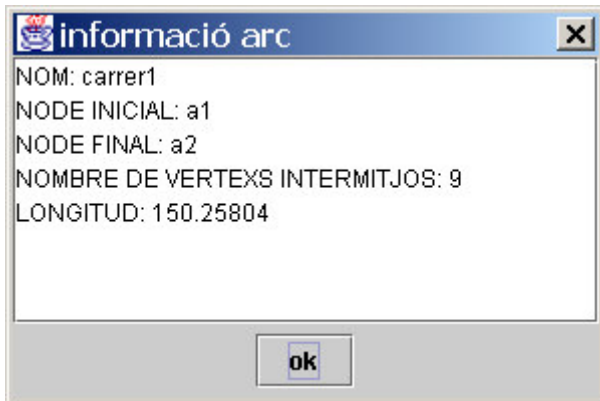 informació arc
NOM: carrer1
NODE INICIAL: a1
NODE FINAL: a2
NOMBRE DE VERTEXS INTERMITJOS: 9
LONGITUD: 150.25804
ok